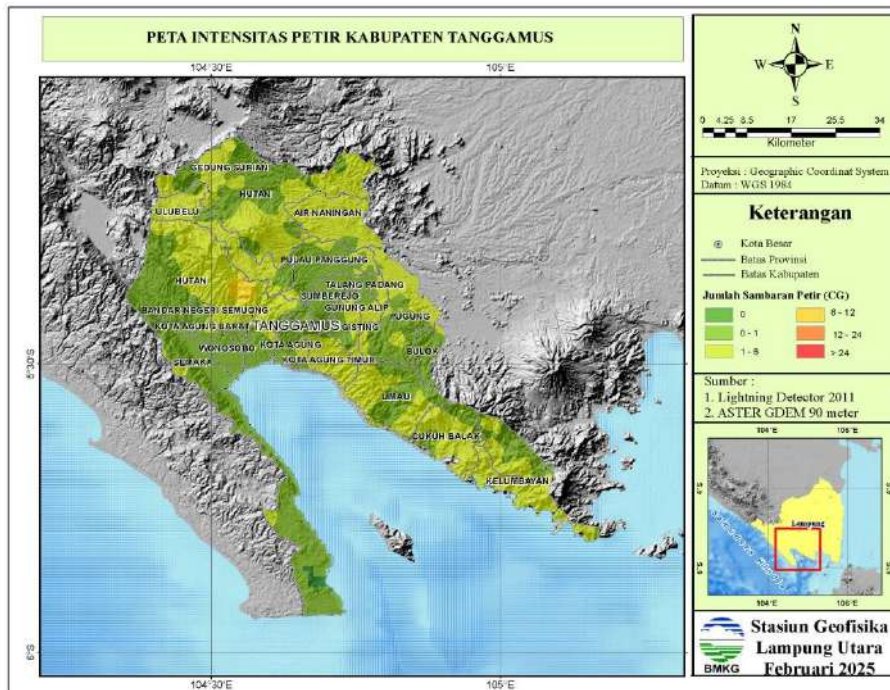 PETA INTENSITAS PETIR KABUPATEN TANGGAMUS
104°30'E 105°E
GEDUNG SURIAN
HUTAN
ULUBELU
AIR NANINGAN
PULAU PANGGUNG
HUTAN
TALANG PADANG
SUMBEREJO
GUNUNG ALIP
BANDAR NEGERI SEMUONG
PUGUNG
KOTA AGUNG BARAT
TANGGAMUS
GISTING
WONOSOBO
KOTA AGUNG
BULOK
SEMAKA
KOTA AGUNG TIMUR
LIMAU
CUKUH BALAK
KELUMBAYAN
5°30'S
6°S
104°30'E 105°E
N
W E
S
0 4.25 8.5 17 25.5 34
Kilometer
Proyeksi : Geographic Coordinat System
Datum : WGS 1984
Keterangan
Kota Besar
Batas Provinsi
Batas Kabupaten
Jumlah Sambaran Petir (CG)
0 6 - 12
0 - 1 12 - 24
1 - 6 > 24
Sumber :
1. Lightning Detector 2011
2. ASTER GDEM 90 meter
104°E 106°E
Lampung
104°E 106°E
BMKG
Stasiun Geofisika
Lampung Utara
Februari 2025